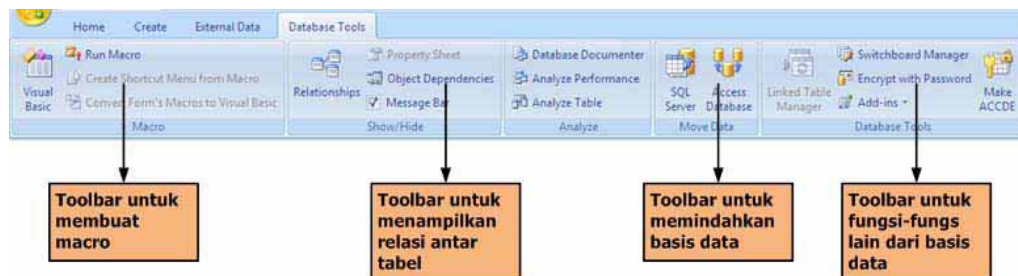 Home Create External Data Database Tools
Run Macro
Create Shortcut Menu from Macro
Convert Form's Macros to Visual Basic
Visual
Basic
Macro
Relationships
Property Sheet
Object Dependencies
Message Bar
Show/Hide
Database Documenter
Analyze Performance
Analyze Table
Analyze
SQL
Server
Access
Database
Move Data
Linked Table
Manager
Switchboard Manager
Encrypt with Password
Add-ins
Make
ACCDE
Database Tools
Toolbar untuk
membuat
macro
Toolbar untuk
menampilkan
relasi antar
tabel
Toolbar untuk
memindahkan
basis data
Toolbar untuk
fungsi-fungs
lain dari basis
data